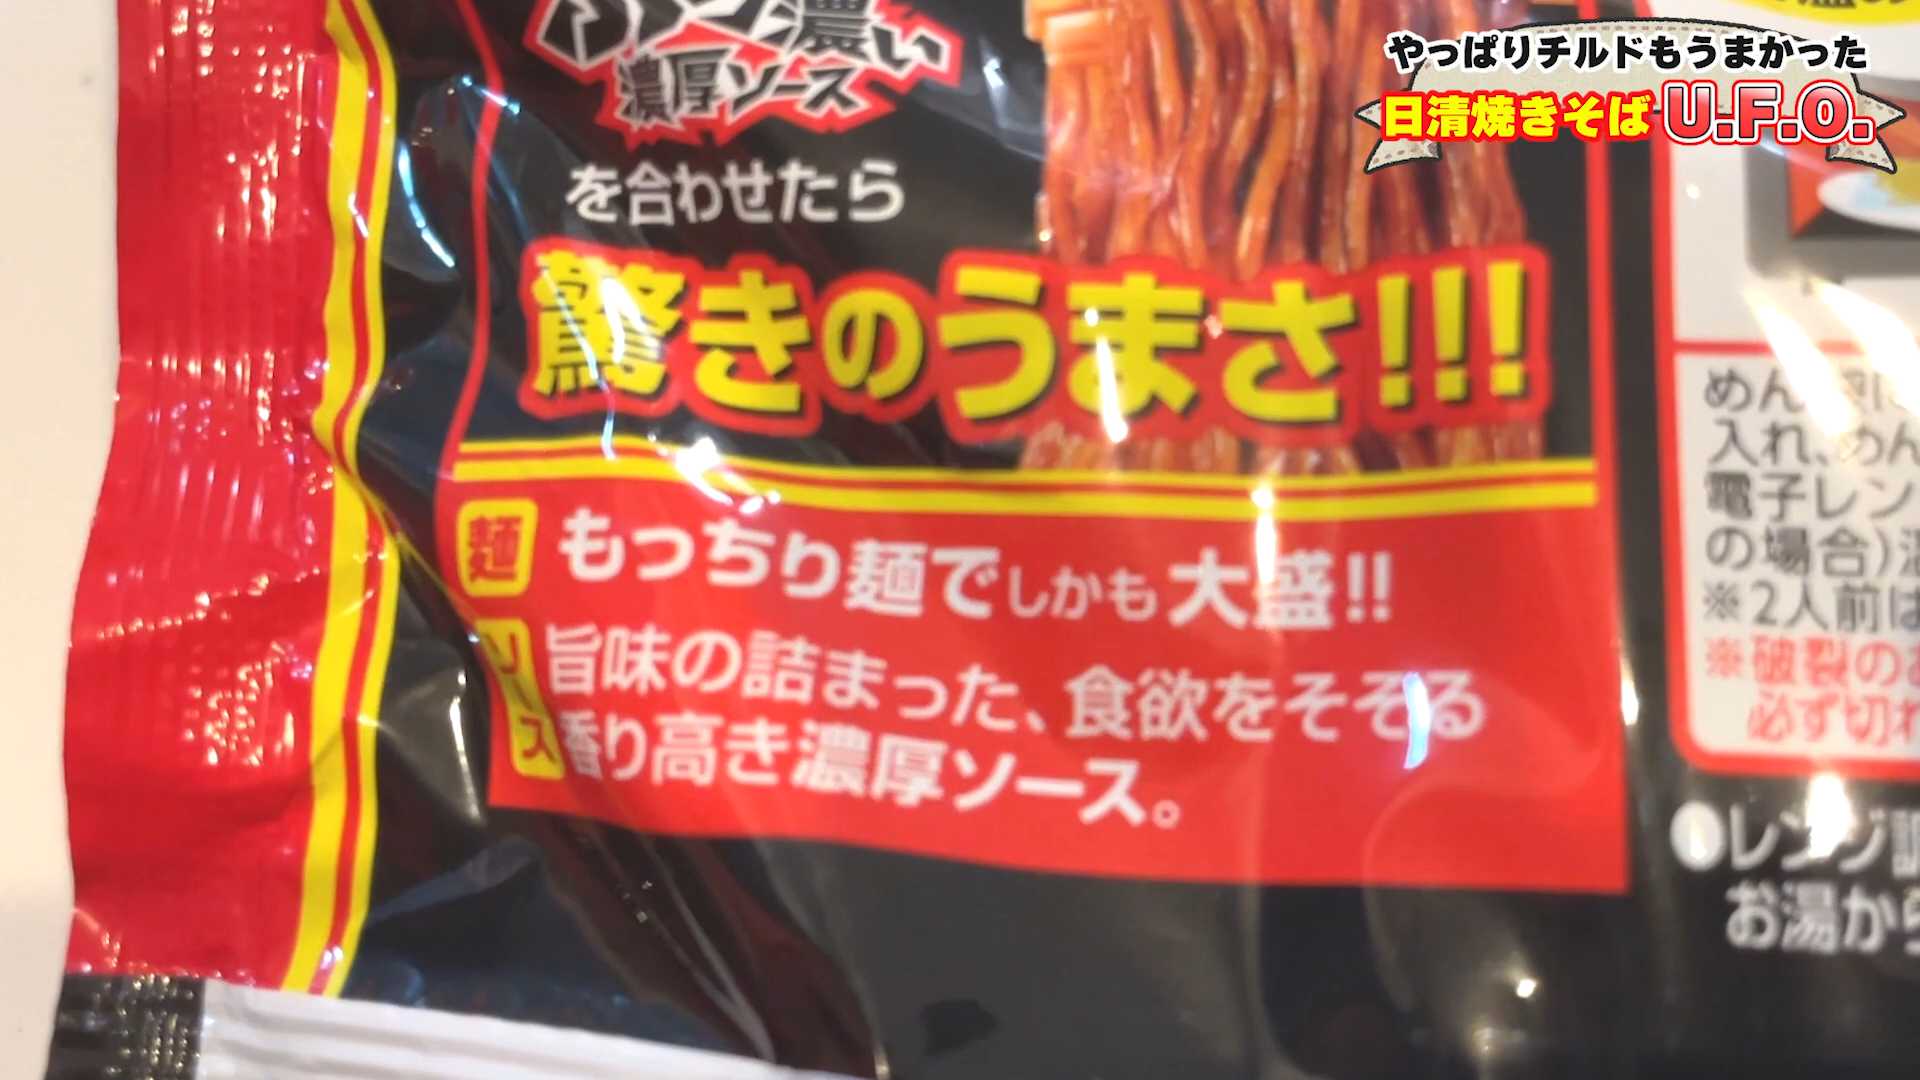 やっぱりチルドもうまかった
日清焼きそばU.F.O.
濃い
濃厚ソース
を合わせたら
驚きのうまさ!!!
麺 もっちり麺でしかも大盛!!
ソース 旨味の詰まった、食欲をそそる
香り高き濃厚ソース。
めん
入れ、めん
電子レン
の場合)
※2人前は
※破裂のお
必ず切れ
❶レンジ調
お湯から